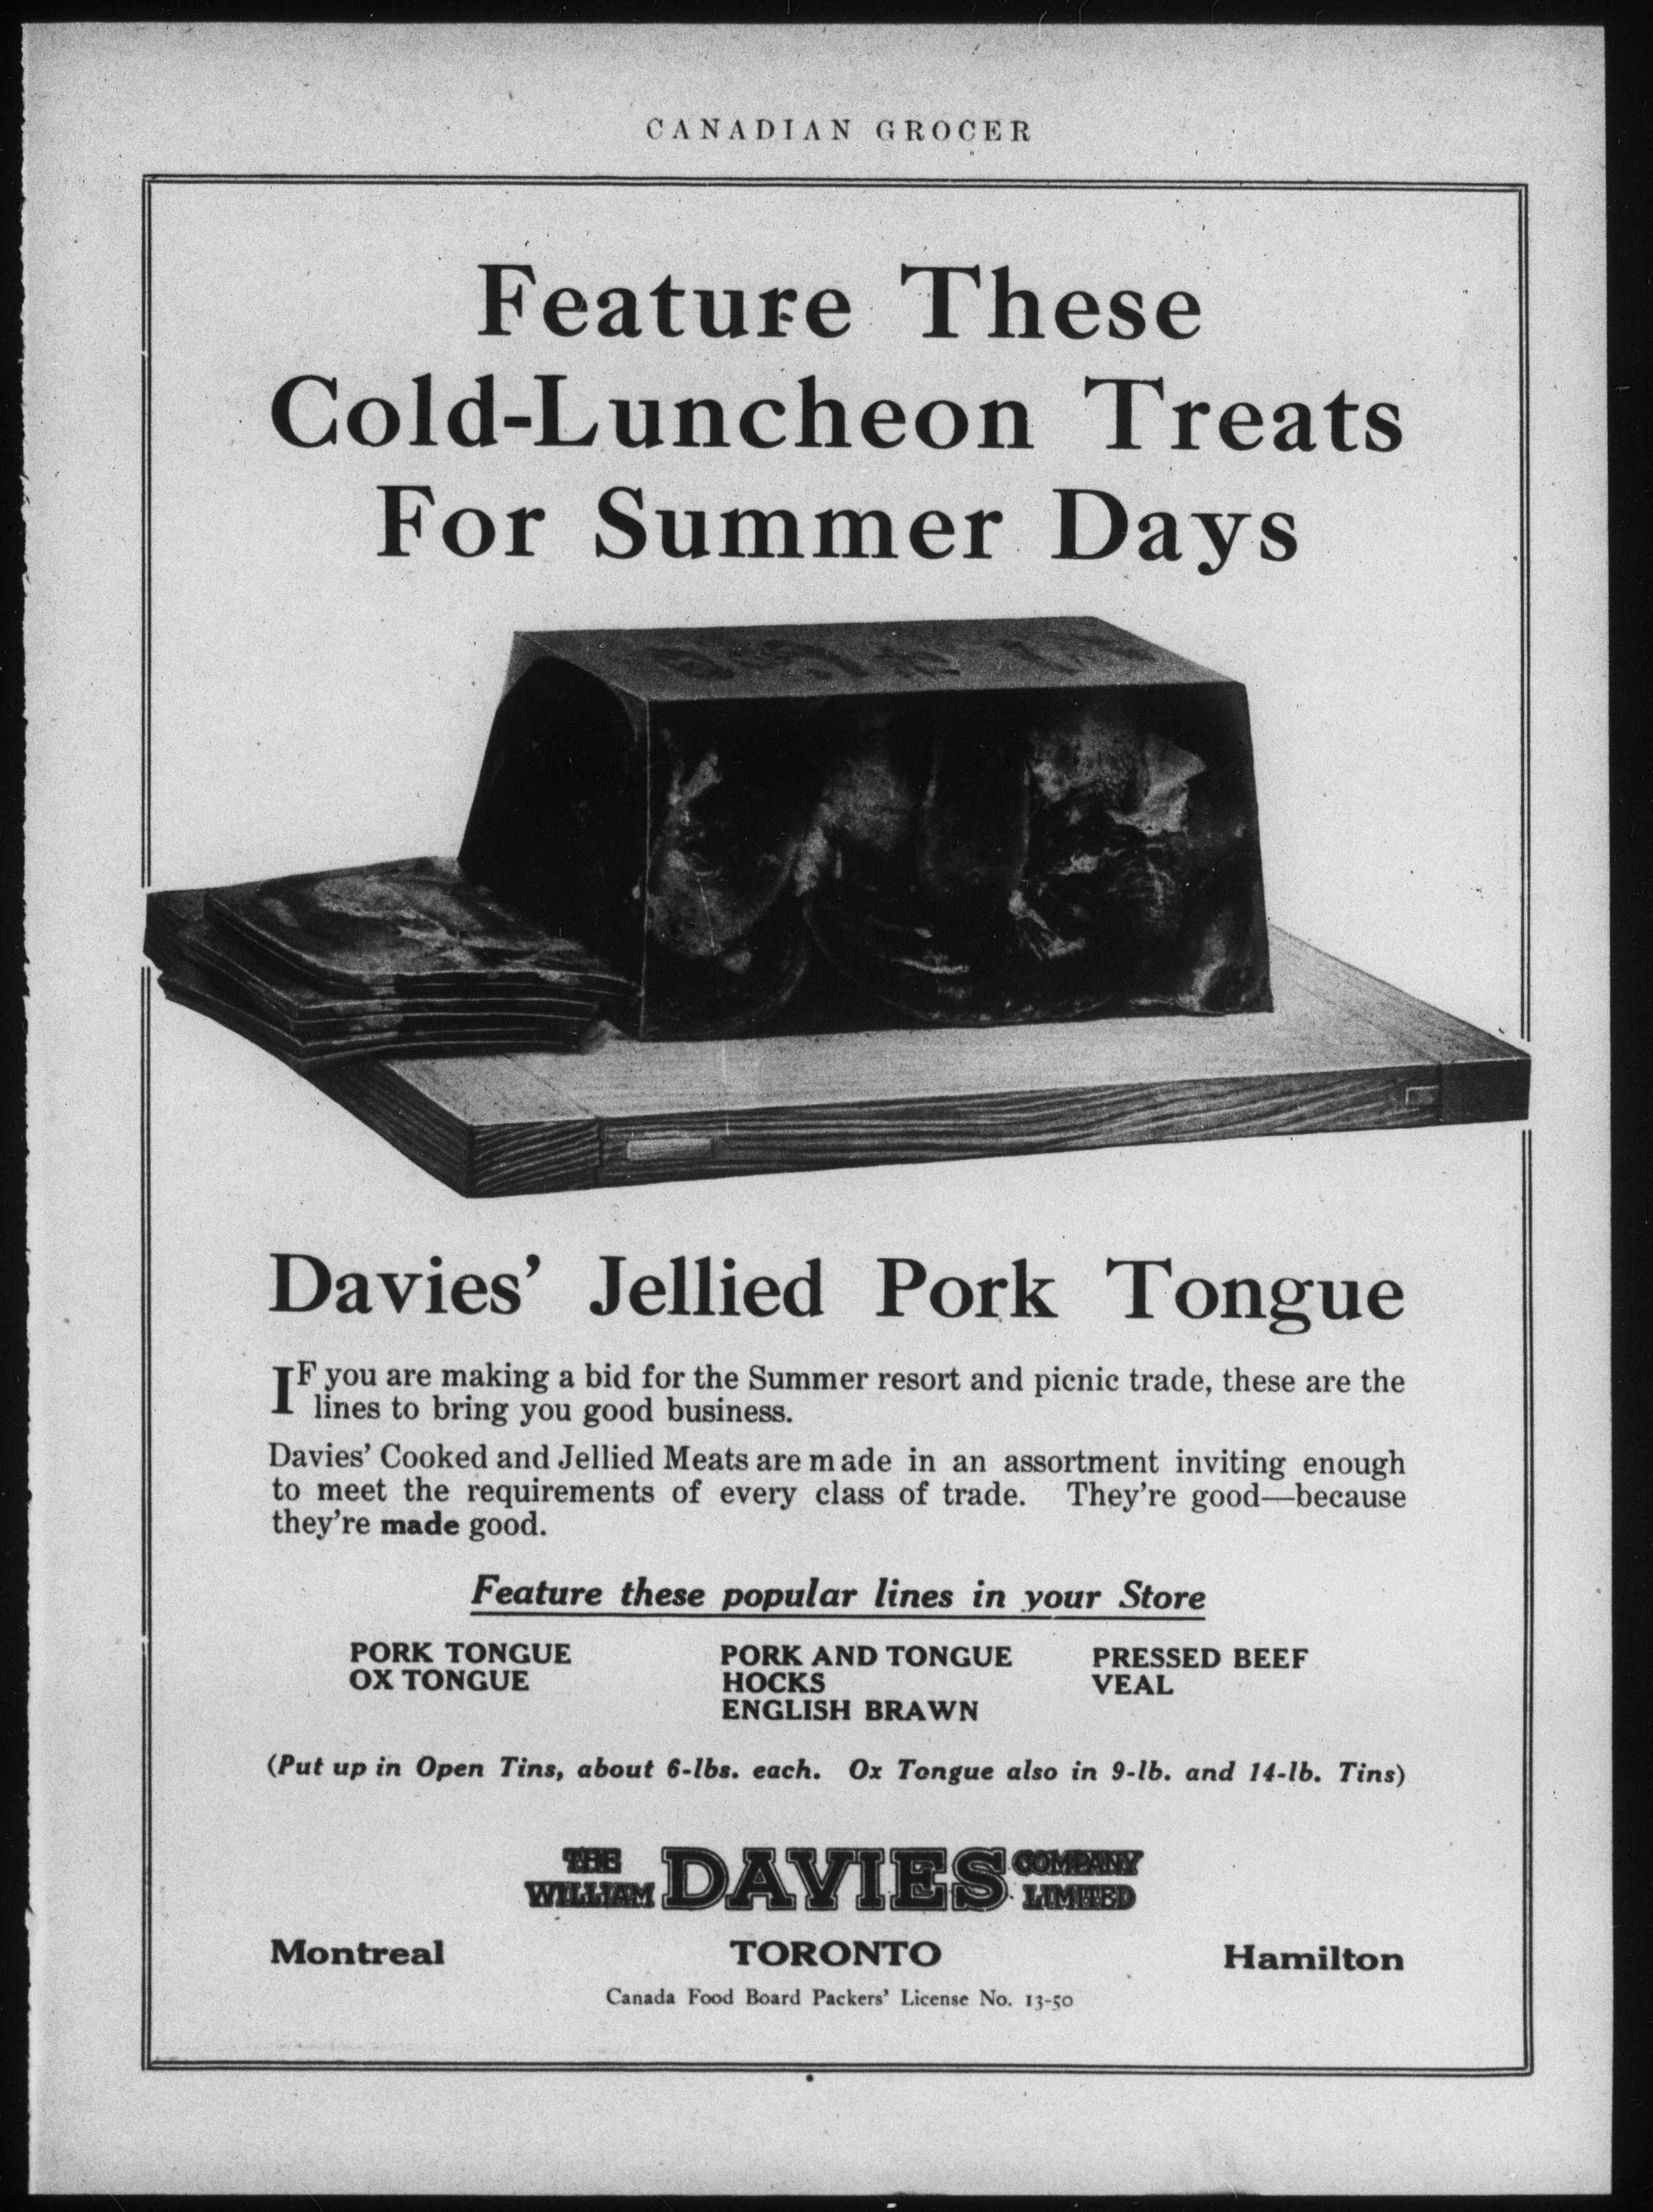 CANADIAN GROCER
Feature These
Cold-Luncheon Treats
For Summer Days
Davies' Jellied Pork Tongue
IF you are making a bid for the Summer resort and picnic trade, these are the
lines to bring you good business.
Davies' Cooked and Jellied Meats are made in an assortment inviting enough
to meet the requirements of every class of trade. They're good—because
they're made good.
Feature these popular lines in your Store
PORK TONGUE
OX TONGUE
PORK AND TONGUE
HOCKS
ENGLISH BRAWN
PRESSED BEEF
VEAL
(Put up in Open Tins, about 6-lbs. each. Ox Tongue also in 9-lb. and 14-lb. Tins)
THE WILLIAM DAVIES COMPANY LIMITED
Montreal TORONTO Hamilton
Canada Food Board Packers' License No. 13-50